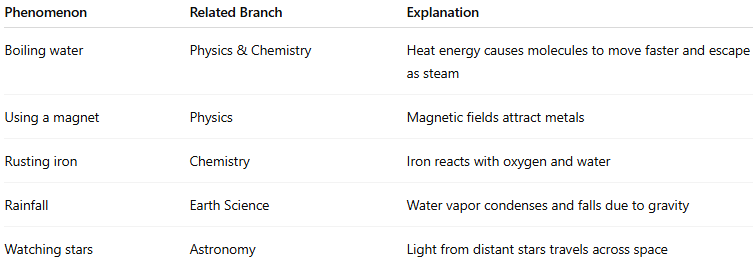 Phenomenon Related Branch Explanation
Boiling water Physics & Chemistry Heat energy causes molecules to move faster and escape
as steam
Using a magnet Physics Magnetic fields attract metals
Rusting iron Chemistry Iron reacts with oxygen and water
Rainfall Earth Science Water vapor condenses and falls due to gravity
Watching stars Astronomy Light from distant stars travels across space